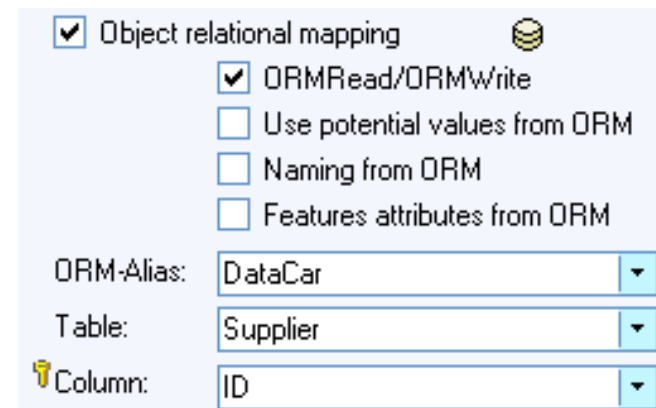 Object relational mapping
ORMRead/ORMWrite
Use potential values from ORM
Naming from ORM
Features attributes from ORM
ORM-Alias: DataCar
Table: Supplier
Column: ID